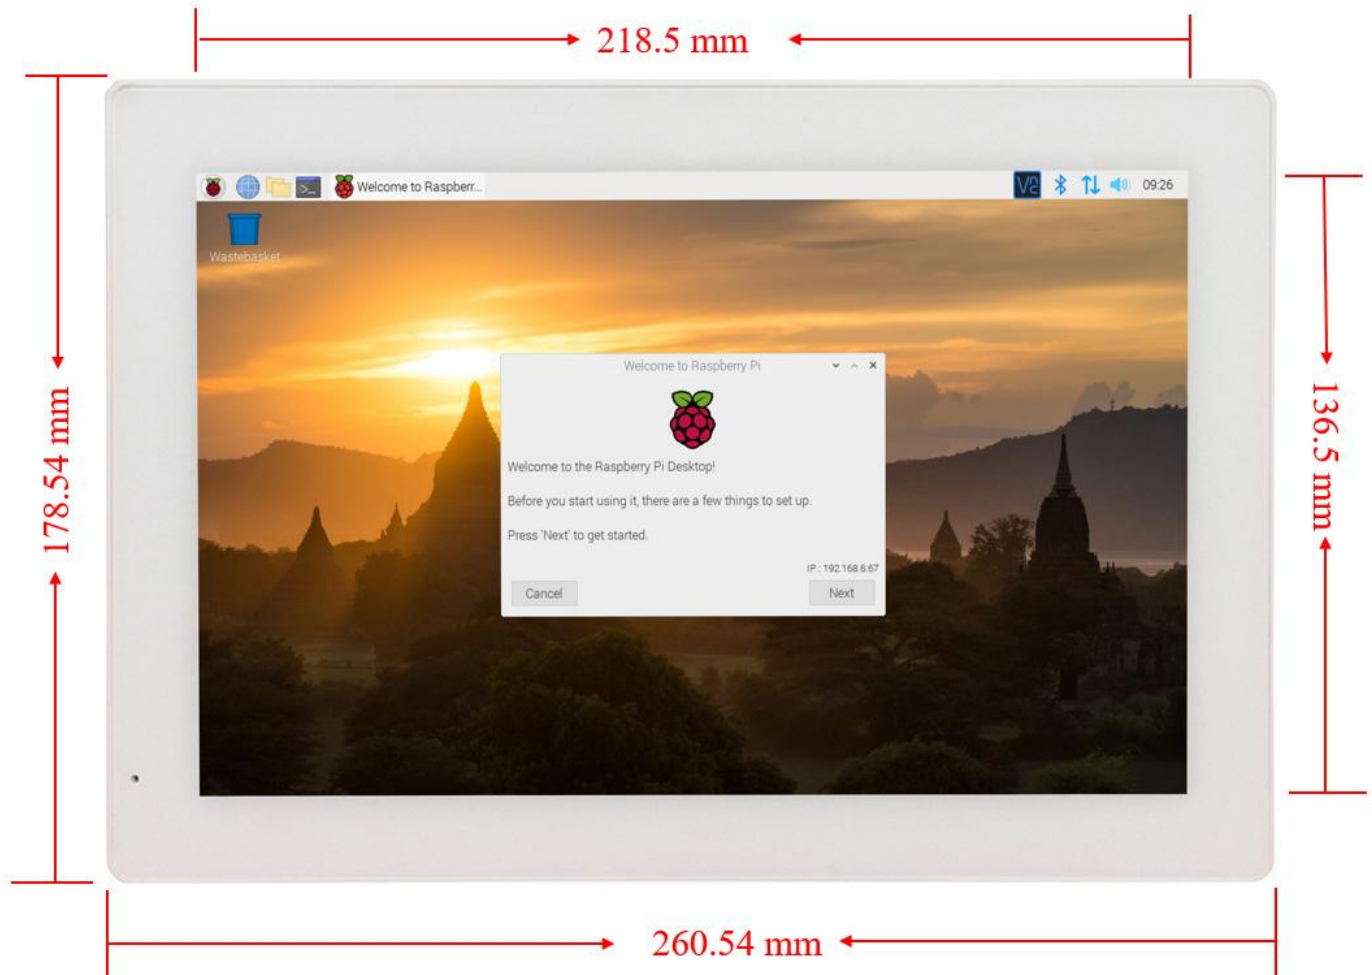 218.5 mm
Welcome to Raspberr...
V2
09:26
Wastebasket
Welcome to Raspberry Pi
Welcome to the Raspberry Pi Desktop!
Before you start using it, there are a few things to set up.
Press 'Next' to get started.
IP : 192.168.6.67
Cancel
Next
178.54 mm
136.5 mm
260.54 mm